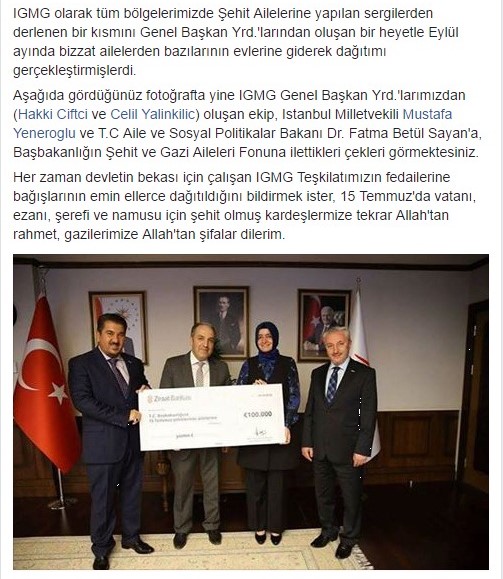 IGMG olarak tüm bölgelerimizde Şehit Ailelerine yapılan sergilerden
derlenen bir kısmını Genel Başkan Yrd.'larından oluşan bir heyetle Eylül
ayında bizzat ailelerden bazılarının evlerine giderek dağıtımı
gerçekleştirmişlerdi.
Aşağıda gördüğünüz fotoğrafta yine IGMG Genel Başkan Yrd.'larımızdan
(Hakki Ciftci ve Celil Yalinkilic) oluşan ekip, Istanbul Milletvekili Mustafa
Yeneroglu ve T.C Aile ve Sosyal Politikalar Bakanı Dr. Fatma Betül Sayan'a,
Başbakanlığın Şehit ve Gazi Aileleri Fonuna ilettikleri çekleri görmektesiniz.
Her zaman devletin bekası için çalışan IGMG Teşkilatımızın fedailerine
bağışlarının emin ellerce dağıtıldığını bildirmek ister, 15 Temmuz'da vatanı,
ezanı, şerefi ve namusu için şehit olmuş kardeşlermize tekrar Allah'tan
rahmet, gazilerimize Allah'tan şifalar dilerim.
Ziraat Bankası
T.C. Başbakanlığına
€100.000